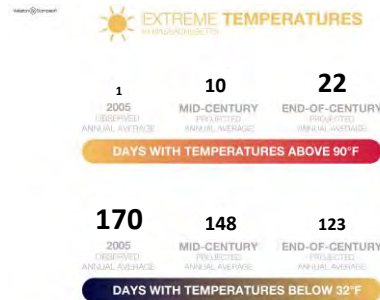 EXTREME TEMPERATURES
IN MASSACHUSETTS
1 10 22
2005 MID-CENTURY END-OF-CENTURY
OBSERVED PROJECTED PROJECTED
ANNUAL AVERAGE ANNUAL AVERAGE ANNUAL AVERAGE
DAYS WITH TEMPERATURES ABOVE 90°F
170 148 123
2005 MID-CENTURY END-OF-CENTURY
OBSERVED PROJECTED PROJECTED
ANNUAL AVERAGE ANNUAL AVERAGE ANNUAL AVERAGE
DAYS WITH TEMPERATURES BELOW 32°F